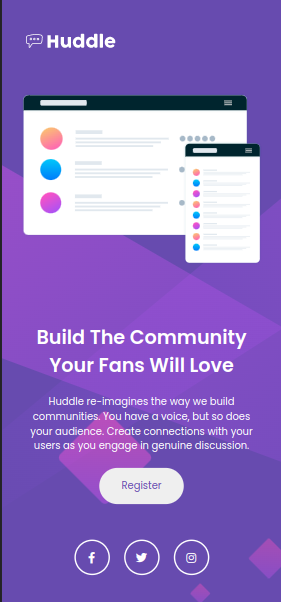 Huddle
Build The Community
Your Fans Will Love
Huddle re-imagines the way we build
communities. You have a voice, but so does
your audience. Create connections with your
users as you engage in genuine discussion.
Register